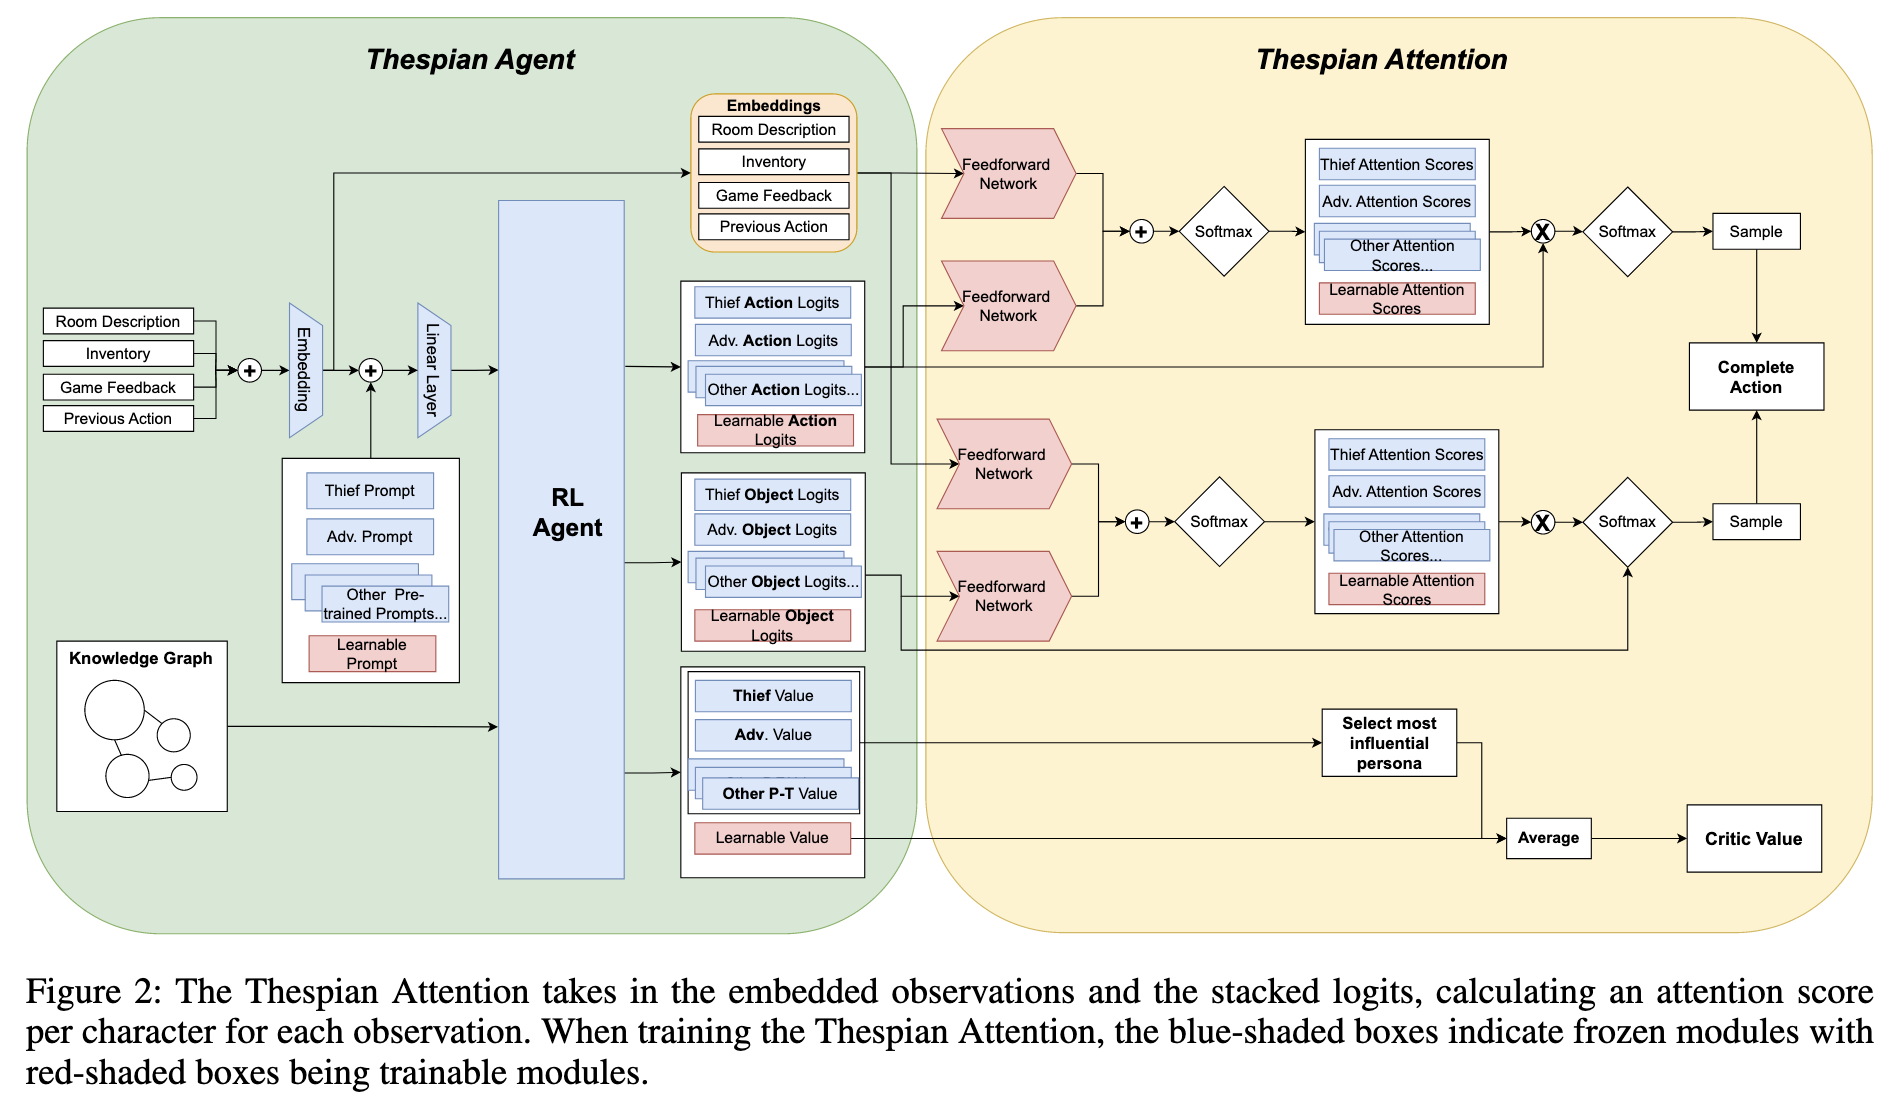 Thespian Agent
Thespian Attention
Embeddings
Room Description
Inventory
Game Feedback
Previous Action
Room Description
Inventory
Game Feedback
Previous Action
+
Embedding
+
Linear Layer
Thief Prompt
Adv. Prompt
Other Pre-
trained Prompts...
Learnable
Prompt
Knowledge Graph
RL
Agent
Thief Action Logits
Adv. Action Logits
Other Action Logits...
Learnable Action
Logits
Thief Object Logits
Adv. Object Logits
Other Object Logits...
Learnable Object
Logits
Thief Value
Adv. Value
Other P-T Value
Learnable Value
Feedforward
Network
Feedforward
Network
+
Softmax
Thief Attention Scores
Adv. Attention Scores
Other Attention
Scores...
Learnable Attention
Scores
X
Softmax
Sample
Complete
Action
Feedforward
Network
Feedforward
Network
+
Softmax
Thief Attention Scores
Adv. Attention Scores
Other Attention
Scores...
Learnable Attention
Scores
X
Softmax
Sample
Select most
influential
persona
Average
Critic Value
Figure 2: The Thespian Attention takes in the embedded observations and the stacked logits, calculating an attention score
per character for each observation. When training the Thespian Attention, the blue-shaded boxes indicate frozen modules with
red-shaded boxes being trainable modules.